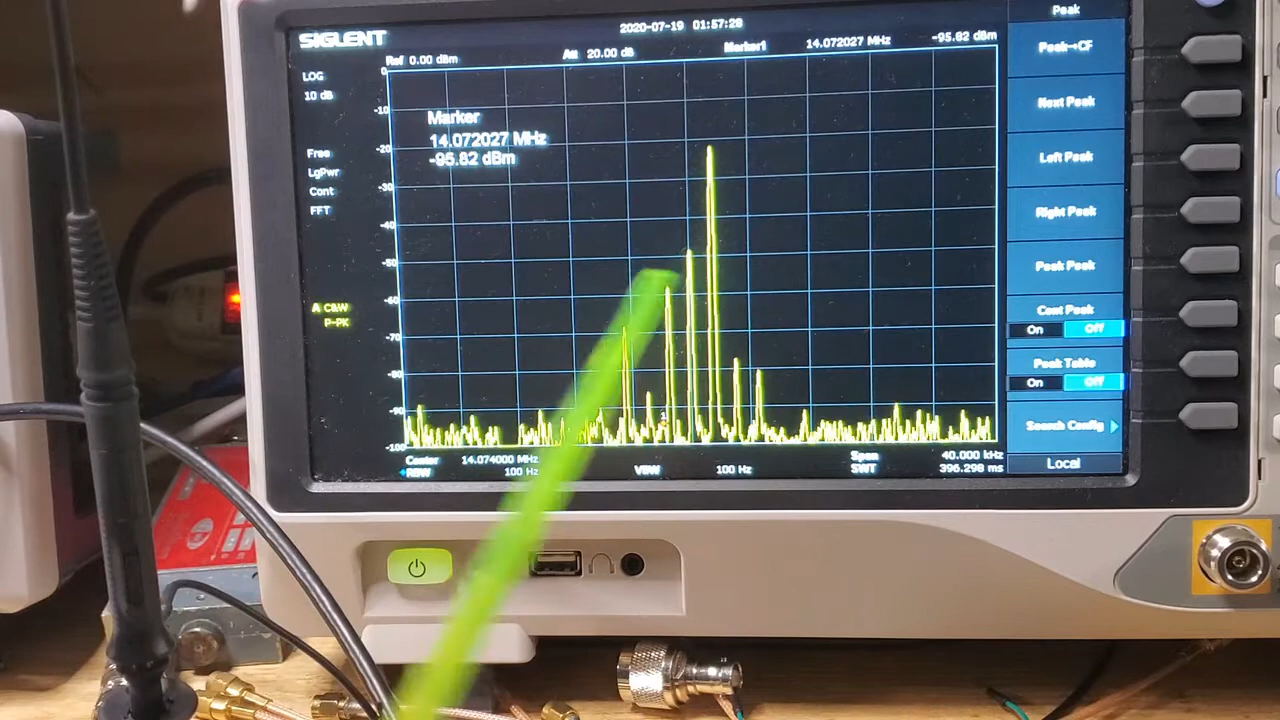 SIGLENT
2020-07-19 01:57:28
Peak
Ref 0.00 dBm
Att 20.00 dB
Marker1 14.072027 MHz -95.82 dBm
LOG
10 dB
Free
LgPwr
Cont
FFT
A C&W
P-PK
0
-10
-20
-30
-40
-50
-60
-70
-80
-90
-100
Marker
14.072027 MHz
-95.82 dBm
1
Center 14.074000 MHz
Span 40.000 kHz
RBW 100 Hz
VBW 100 Hz
SWT 396.298 ms
Peak→CF
Next Peak
Left Peak
Right Peak
Peak Peak
Cont Peak
On Off
Peak Table
On Off
Search Config
Local